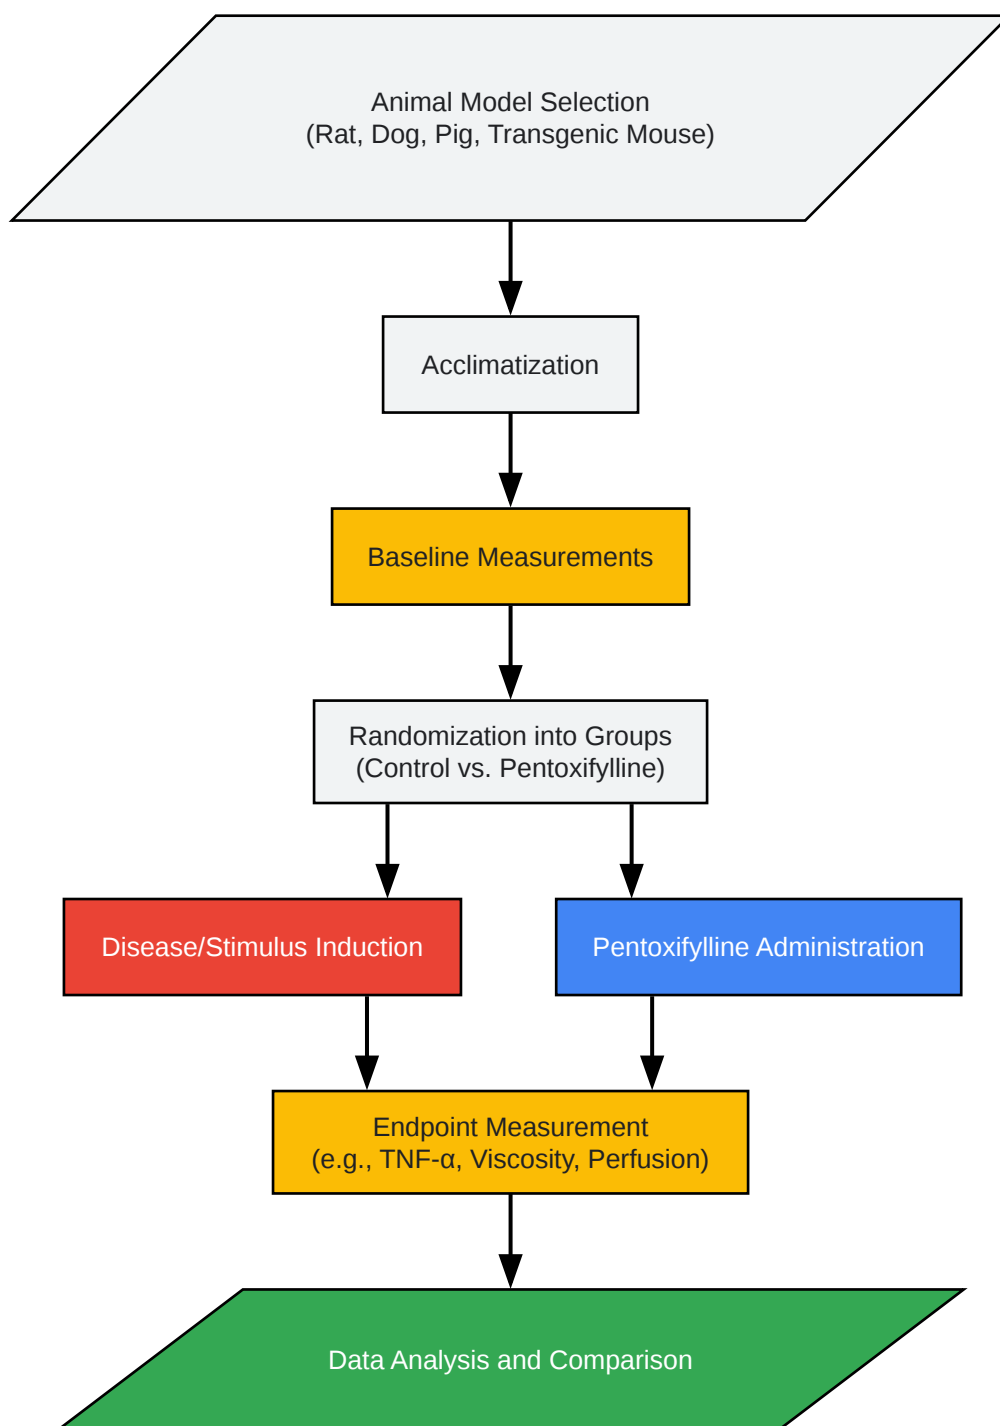 Animal Model Selection
(Rat, Dog, Pig, Transgenic Mouse)
Acclimatization
Baseline Measurements
Randomization into Groups
(Control vs. Pentoxifylline)
Disease/Stimulus Induction
Pentoxifylline Administration
Endpoint Measurement
(e.g., TNF-α, Viscosity, Perfusion)
Data Analysis and Comparison